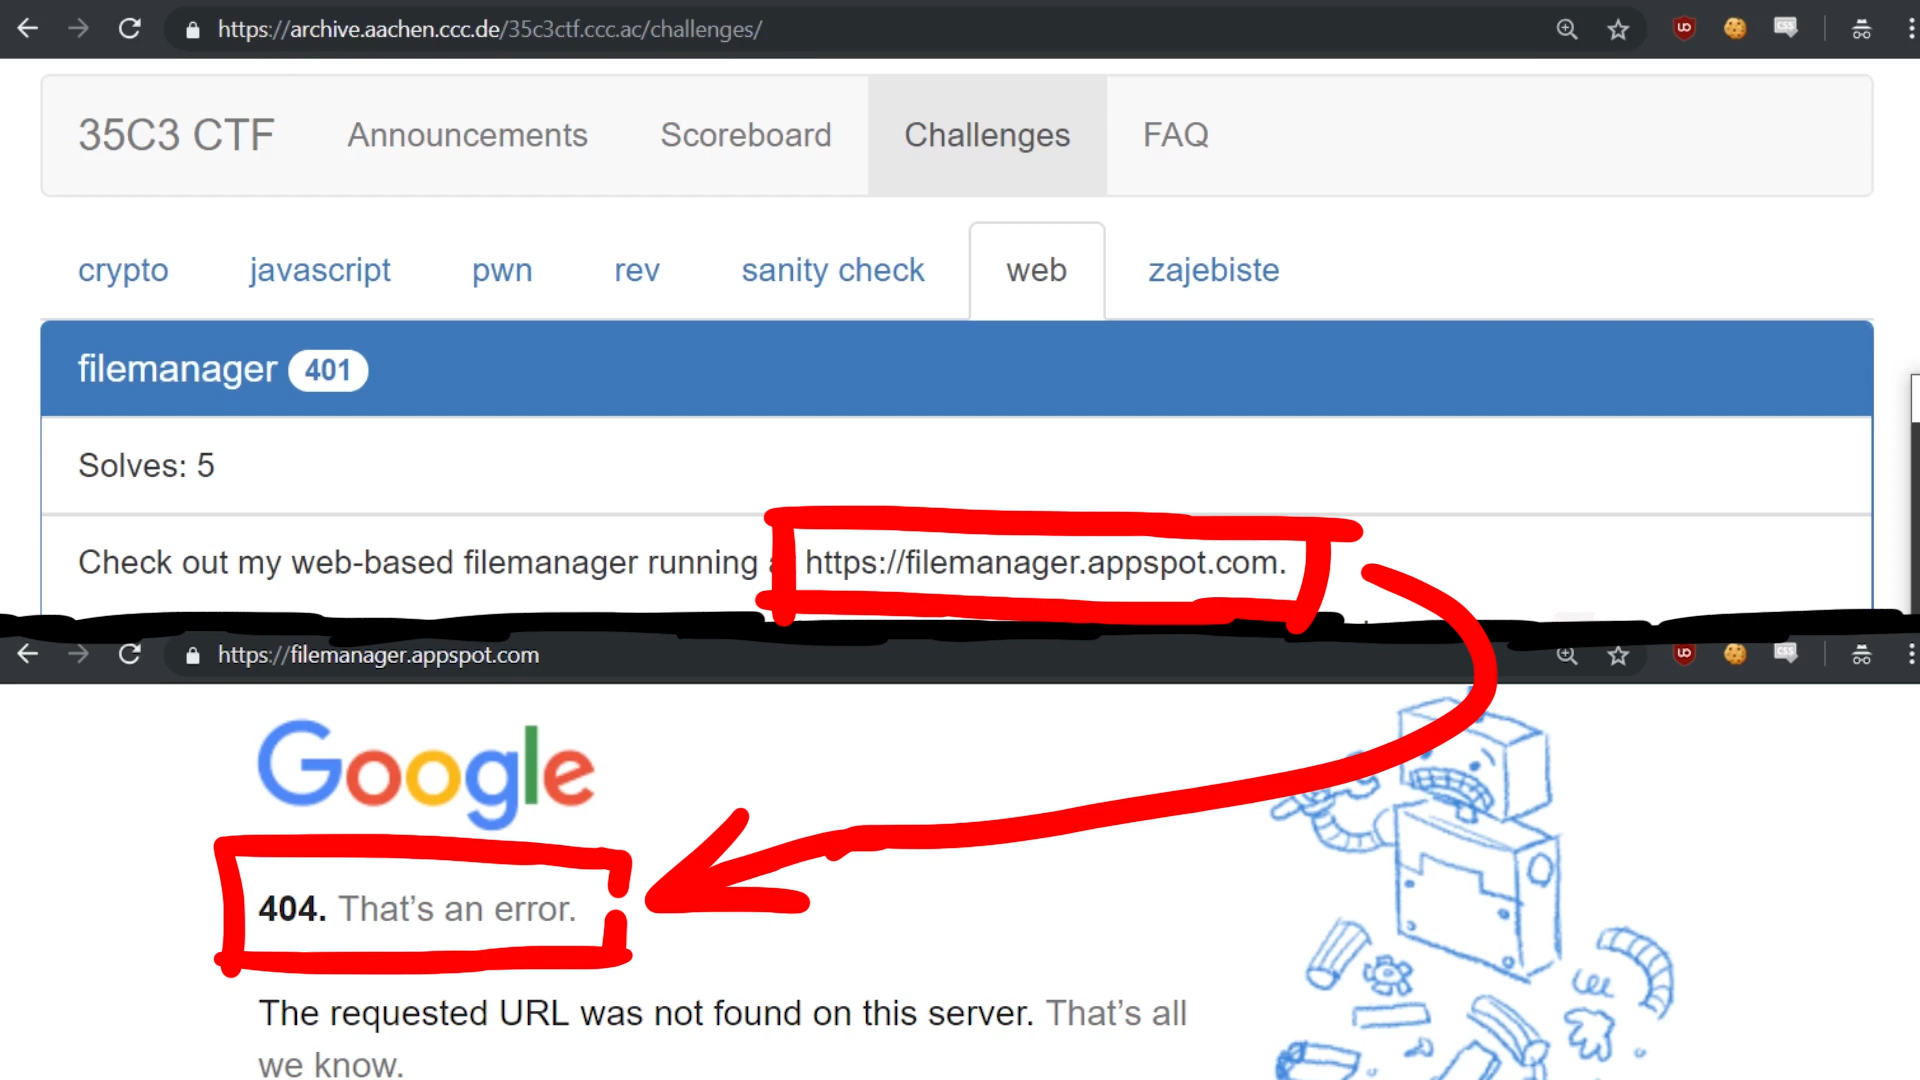 https://archive.aachen.ccc.de/35c3ctf.ccc.ac/challenges/
CSS
35C3 CTF Announcements Scoreboard Challenges FAQ
crypto javascript pwn rev sanity check web zajebiste
filemanager 401
Solves: 5
Check out my web-based filemanager running https://filemanager.appspot.com.
https://filemanager.appspot.com
CSS
Google
404. That's an error.
The requested URL was not found on this server. That's all
we know.